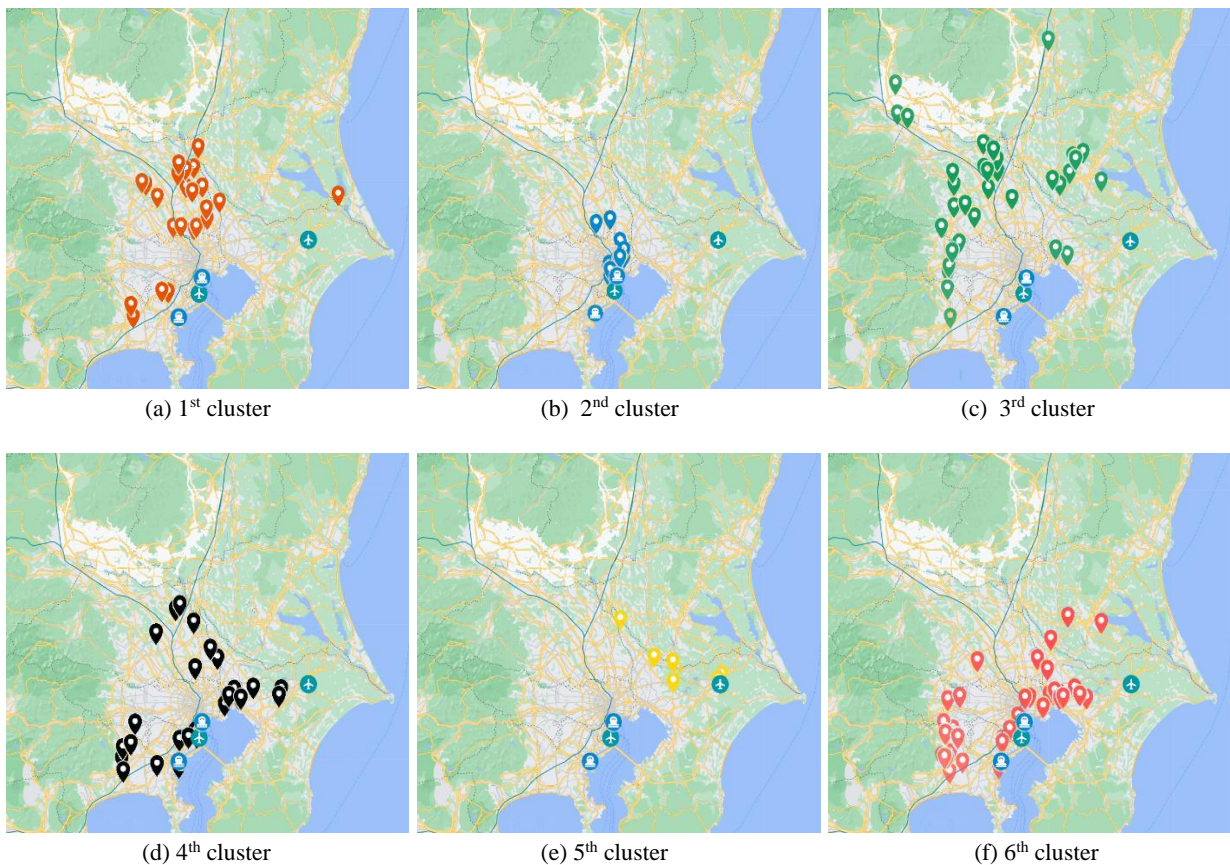 (a) 1st cluster
(b) 2nd cluster
(c) 3rd cluster
(d) 4th cluster
(e) 5th cluster
(f) 6th cluster